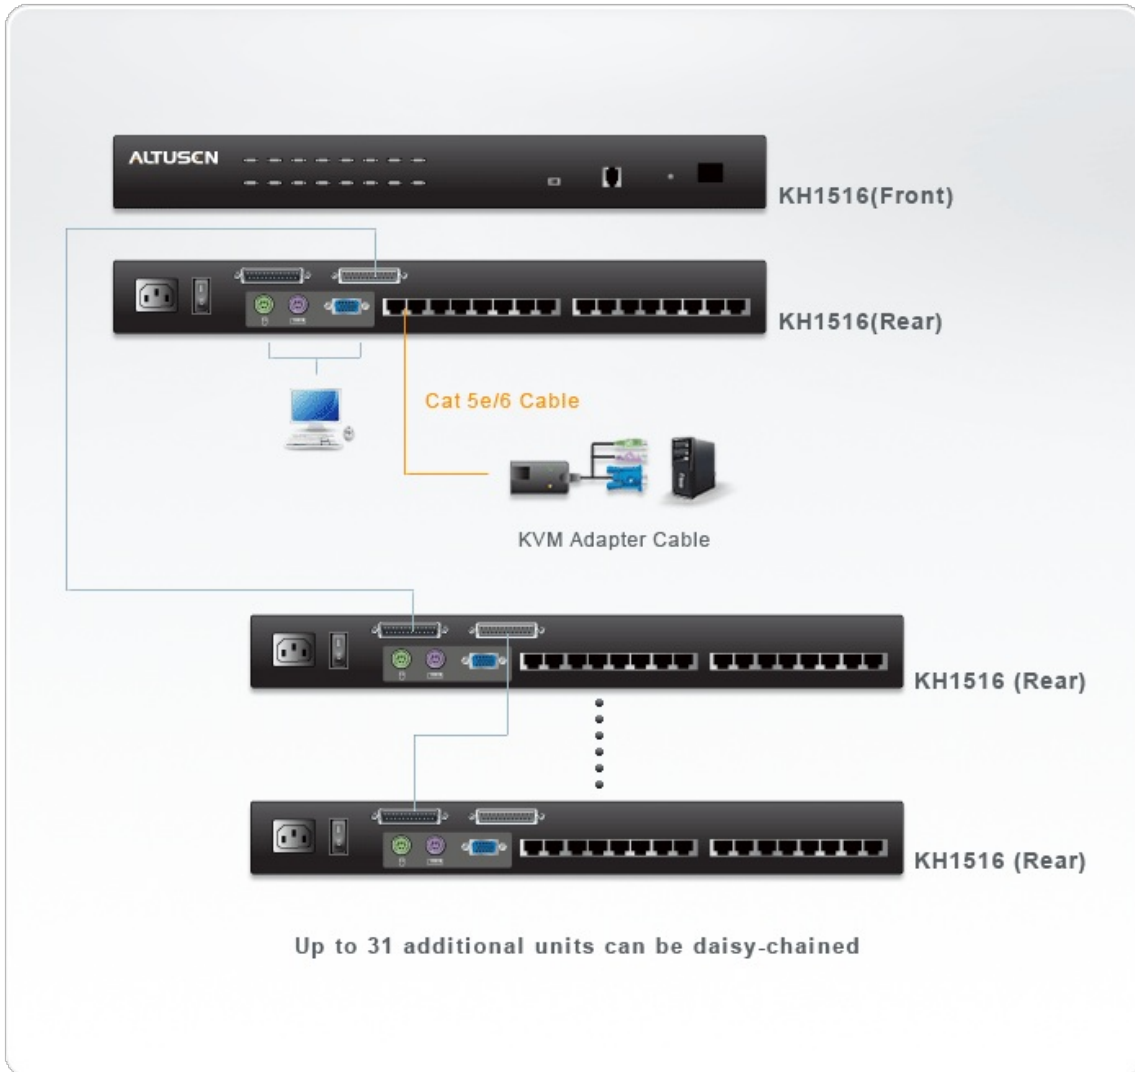 ALTUSCN
KH1516(Front)
KH1516(Rear)
Cat 5e/6 Cable
KVM Adapter Cable
KH1516 (Rear)
KH1516 (Rear)
Up to 31 additional units can be daisy-chained